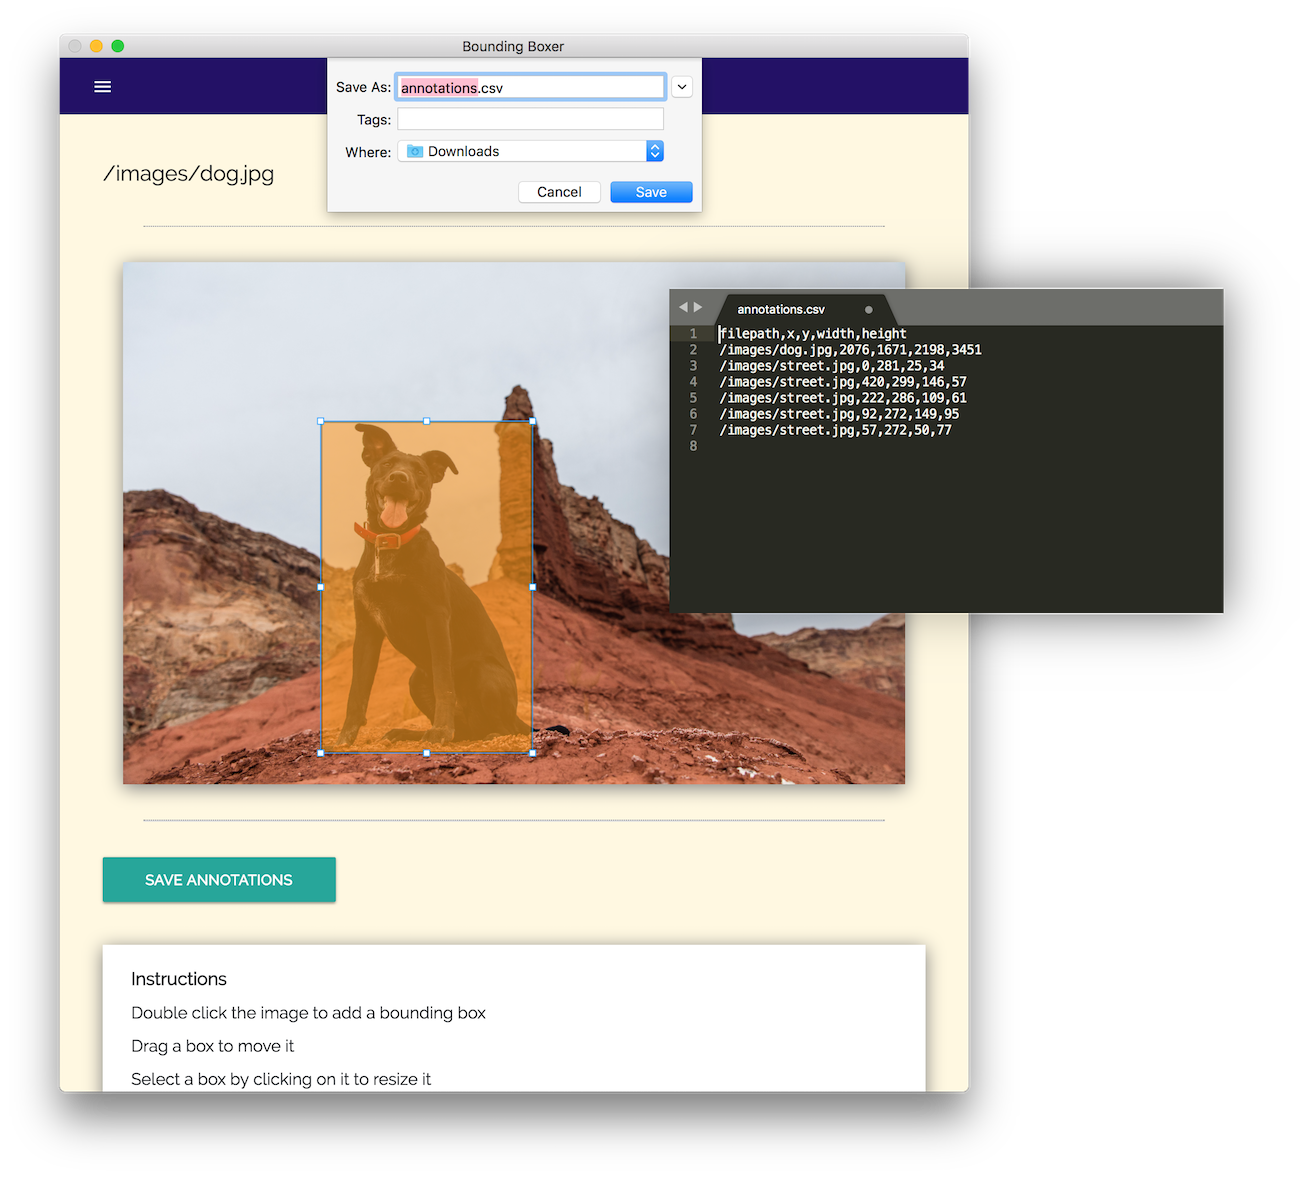 Bounding Boxer
Save As: annotations.csv
Tags:
Where: Downloads
Cancel Save
/images/dog.jpg
annotations.csv
1 filepath,x,y,width,height
2 /images/dog.jpg,2076,1671,2198,3451
3 /images/street.jpg,0,281,25,34
4 /images/street.jpg,420,299,146,57
5 /images/street.jpg,222,286,109,61
6 /images/street.jpg,92,272,149,95
7 /images/street.jpg,57,272,50,77
8
SAVE ANNOTATIONS
Instructions
Double click the image to add a bounding box
Drag a box to move it
Select a box by clicking on it to resize it